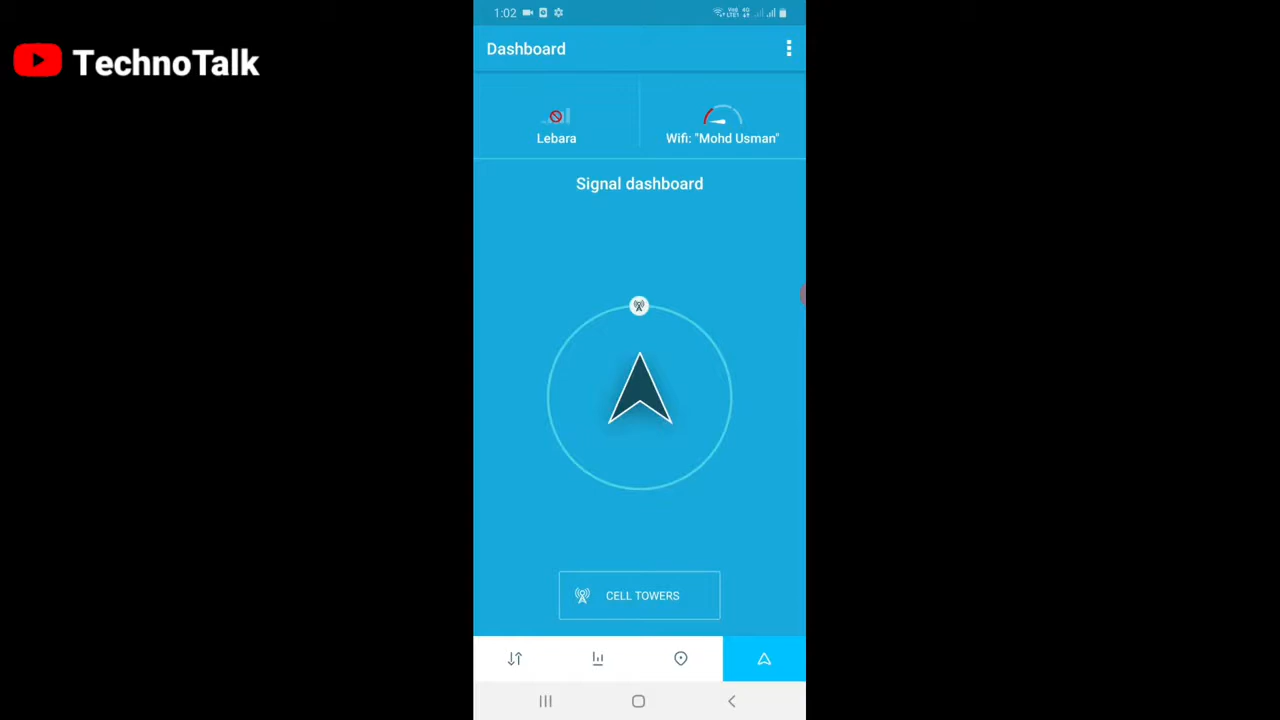 TechnoTalk
1:02
Dashboard
Lebara
Wifi: "Mohd Usman"
Signal dashboard
CELL TOWERS